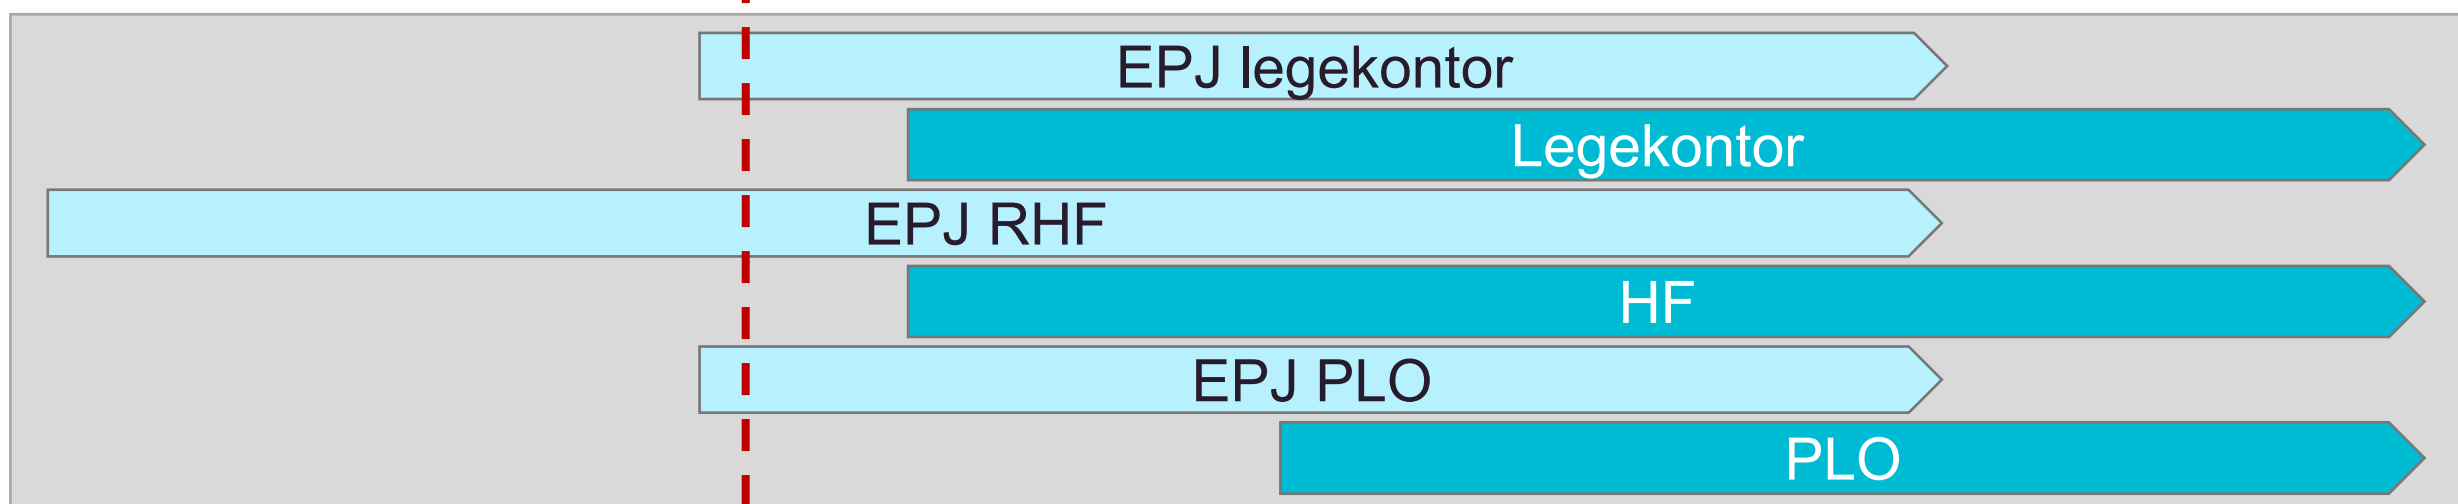 EPJ legekontor
Legekontor
EPJ RHF
HF
EPJ PLO
PLO